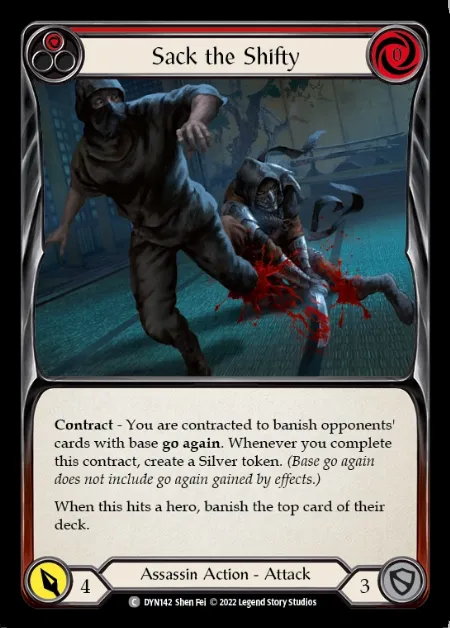 0
Sack the Shifty
Contract - You are contracted to banish opponents'
cards with base go again. Whenever you complete
this contract, create a Silver token. (Base go again
does not include go again gained by effects.)
When this hits a hero, banish the top card of their
deck.
4
Assassin Action - Attack
3
C DYN142 Shen Fei © 2022 Legend Story Studios